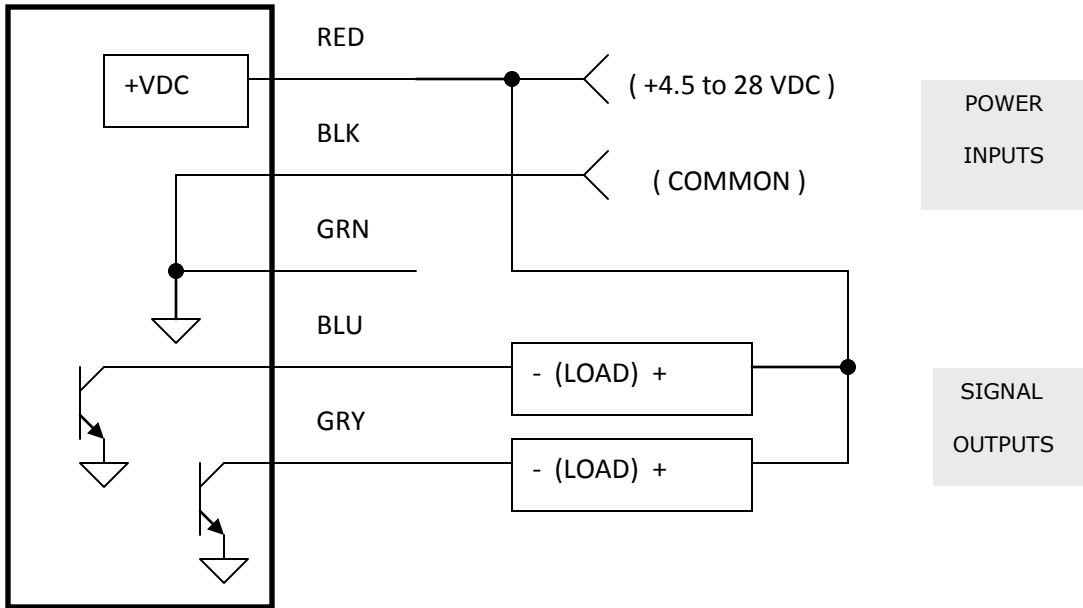 RED
+VDC
( +4.5 to 28 VDC )
POWER
INPUTS
BLK
( COMMON )
GRN
BLU
- (LOAD) +
SIGNAL
OUTPUTS
GRY
- (LOAD) +